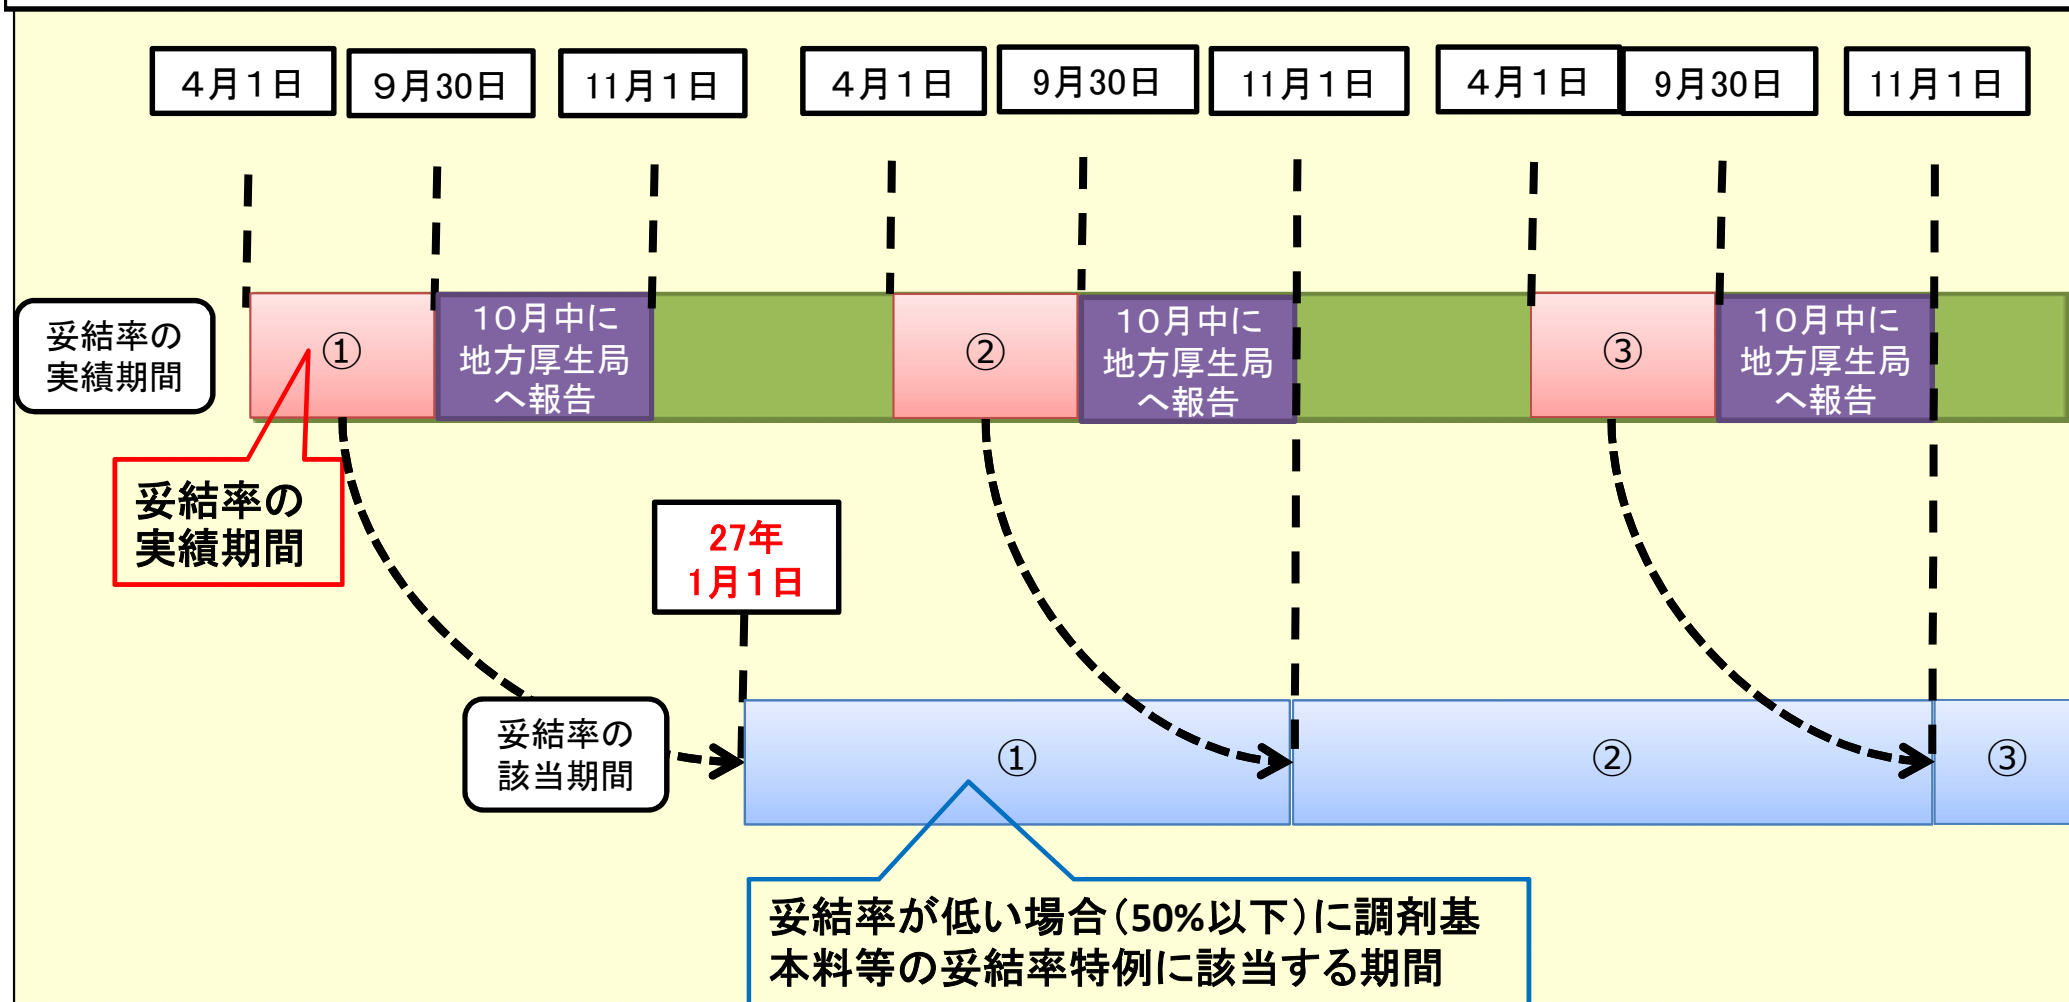 ４月１日
９月30日
11月１日
４月１日
9月30日
11月１日
４月１日
9月30日
11月１日
妥結率の
実績期間
①
１０月中に
地方厚生局
へ報告
②
１０月中に
地方厚生局
へ報告
③
１０月中に
地方厚生局
へ報告
妥結率の
実績期間
27年
１月１日
妥結率の
該当期間
①
②
③
妥結率が低い場合（50%以下）に調剤基
本料等の妥結率特例に該当する期間